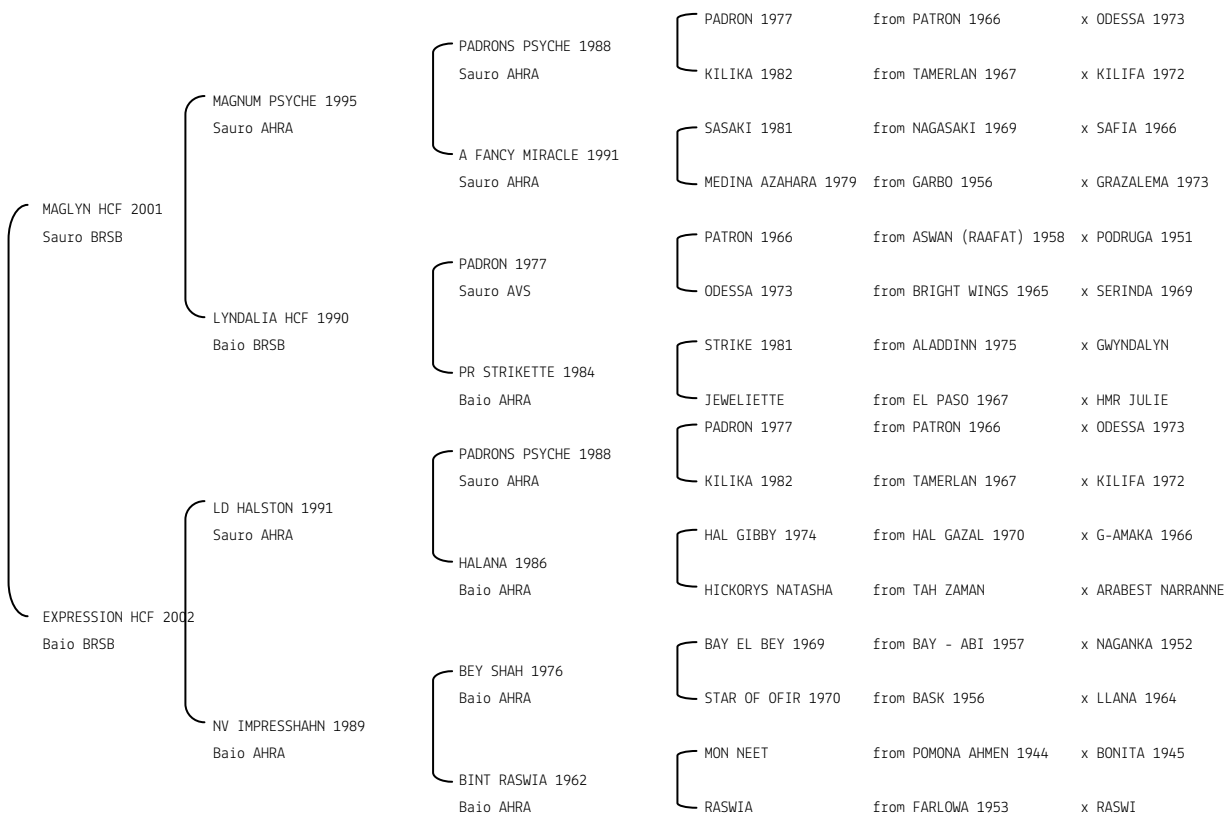 PADRON 1977 from PATRON 1966 x ODESSA 1973
PADRONS PSYCHE 1988
Sauro AHRA
KILIKA 1982 from TAMERLAN 1967 x KILIFA 1972
MAGNUM PSYCHE 1995
Sauro AHRA
SASAKI 1981 from NAGASAKI 1969 x SAFIA 1966
A FANCY MIRACLE 1991
Sauro AHRA
MEDINA AZAHARA 1979 from GARBO 1956 x GRAZALEMA 1973
MAGLYN HCF 2001
Sauro BRSB
PATRON 1966 from ASWAN (RAAFAT) 1958 x PODRUGA 1951
PADRON 1977
Sauro AVS
ODESSA 1973 from BRIGHT WINGS 1965 x SERINDA 1969
LYNDALIA HCF 1990
Baio BRSB
STRIKE 1981 from ALADDINN 1975 x GWYNDALYN
PR STRIKETTE 1984
Baio AHRA
JEWELIETTE from EL PASO 1967 x HMR JULIE
PADRON 1977 from PATRON 1966 x ODESSA 1973
PADRONS PSYCHE 1988
Sauro AHRA
KILIKA 1982 from TAMERLAN 1967 x KILIFA 1972
LD HALSTON 1991
Sauro AHRA
HAL GIBBY 1974 from HAL GAZAL 1970 x G-AMAKA 1966
HALANA 1986
Baio AHRA
HICKORYS NATASHA from TAH ZAMAN x ARABEST NARRANNE
EXPRESSION HCF 2002
Baio BRSB
BAY EL BEY 1969 from BAY - ABI 1957 x NAGANKA 1952
BEY SHAH 1976
Baio AHRA
STAR OF OFIR 1970 from BASK 1956 x LLANA 1964
NV IMPRESSHAHN 1989
Baio AHRA
MON NEET from POMONA AHMEN 1944 x BONITA 1945
BINT RASWIA 1962
Baio AHRA
RASWIA from FARLOWA 1953 x RASWI